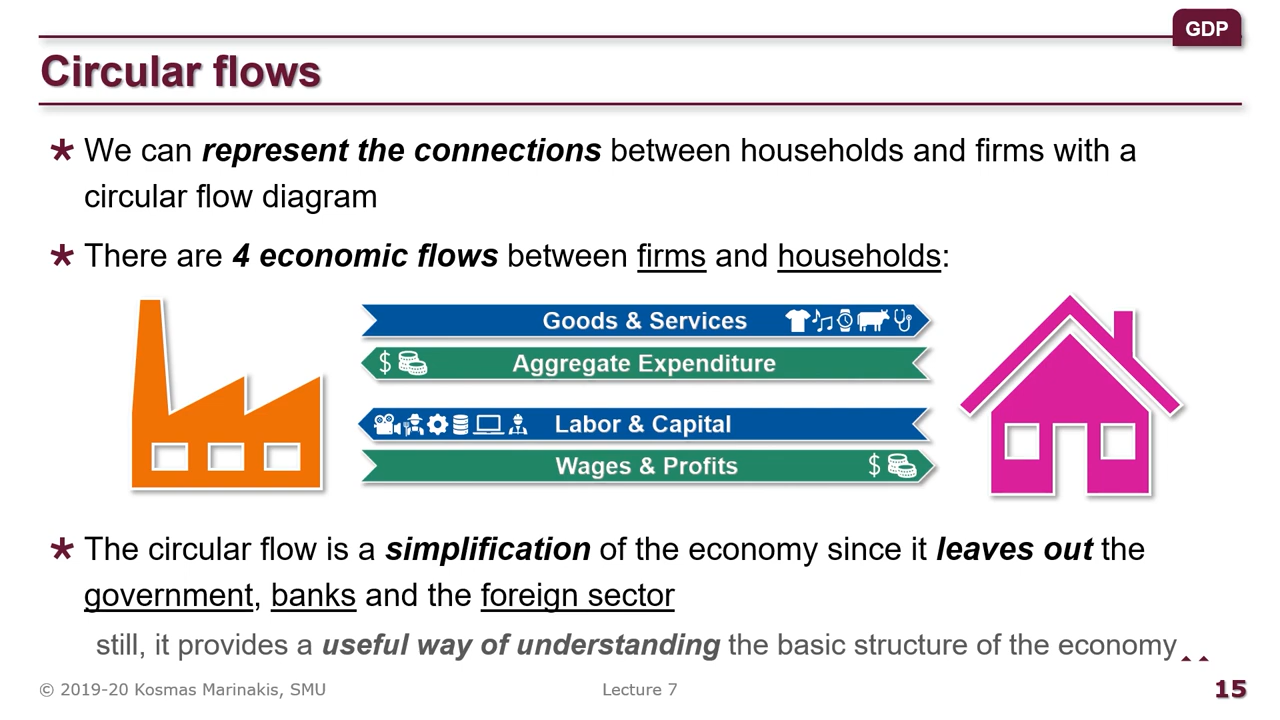 GDP
Circular flows
* We can represent the connections between households and firms with a
circular flow diagram
* There are 4 economic flows between firms and households:
Goods & Services
$ Aggregate Expenditure
Labor & Capital
Wages & Profits $
* The circular flow is a simplification of the economy since it leaves out the
government, banks and the foreign sector
still, it provides a useful way of understanding the basic structure of the economy
© 2019-20 Kosmas Marinakis, SMU
Lecture 7
15